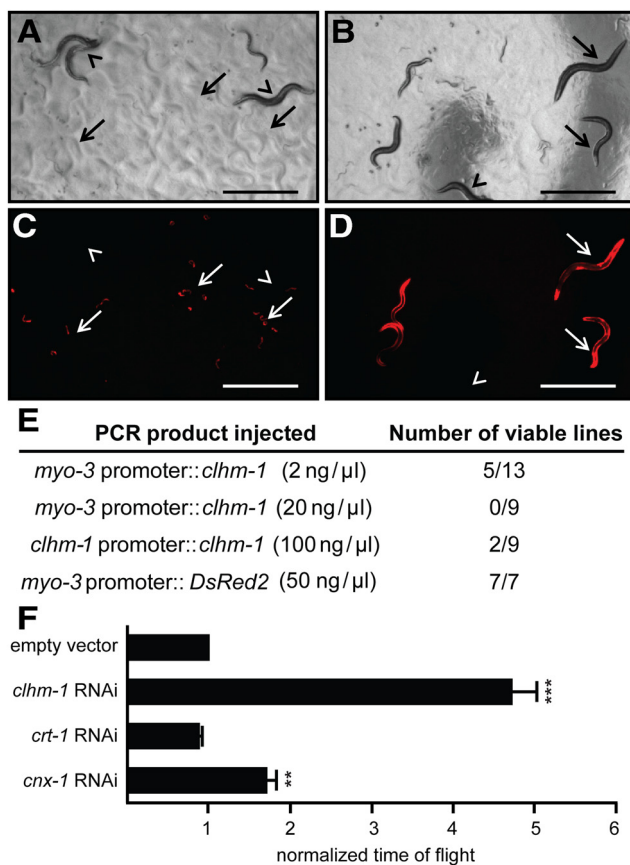 A
B
C
D
E
PCR product injected Number of viable lines
myo-3 promoter::clhm-1 (2 ng/µl) 5/13
myo-3 promoter::clhm-1 (20 ng/µl) 0/9
clhm-1 promoter::clhm-1 (100 ng/µl) 2/9
myo-3 promoter:: DsRed2 (50 ng/µl) 7/7
F
empty vector
clhm-1 RNAi ***
crt-1 RNAi
cnx-1 RNAi **
1 2 3 4 5 6
normalized time of flight